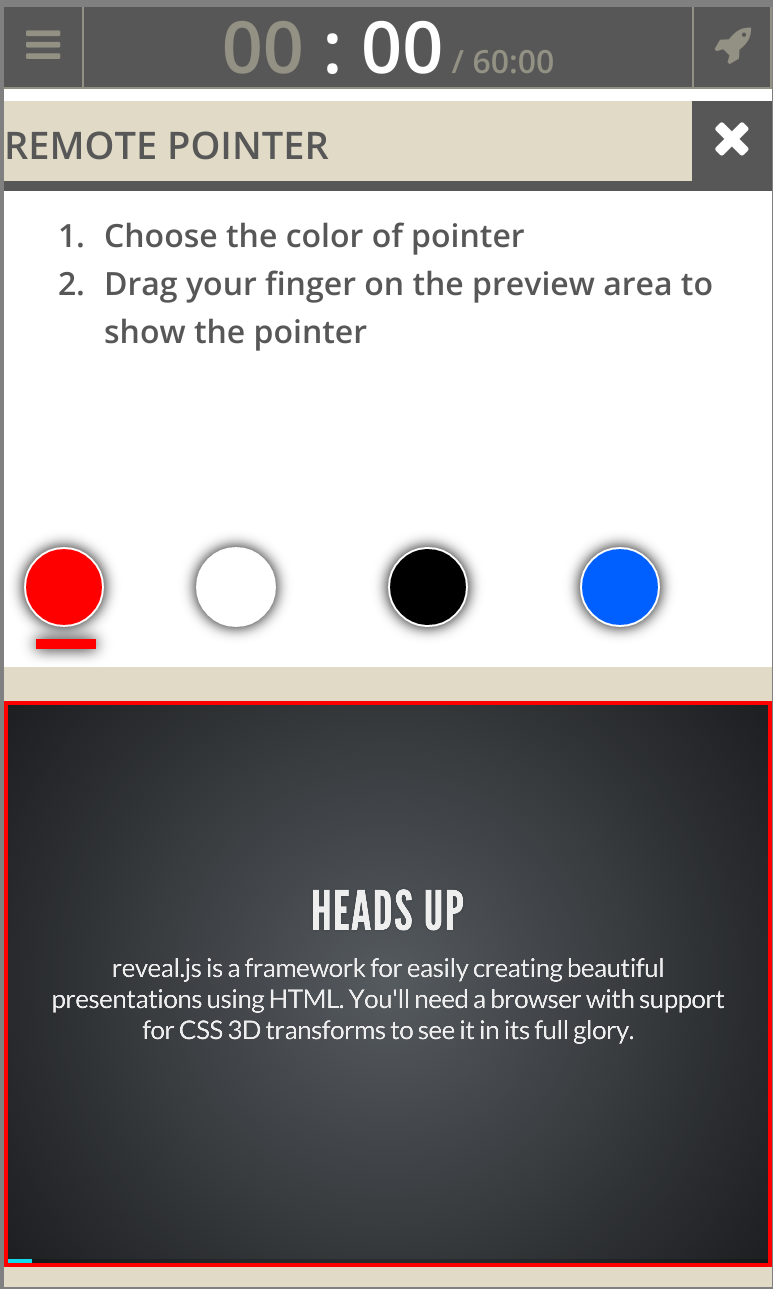 00 : 00 / 60:00
REMOTE POINTER
1. Choose the color of pointer
2. Drag your finger on the preview area to
show the pointer
HEADS UP
reveal.js is a framework for easily creating beautiful
presentations using HTML. You'll need a browser with support
for CSS 3D transforms to see it in its full glory.